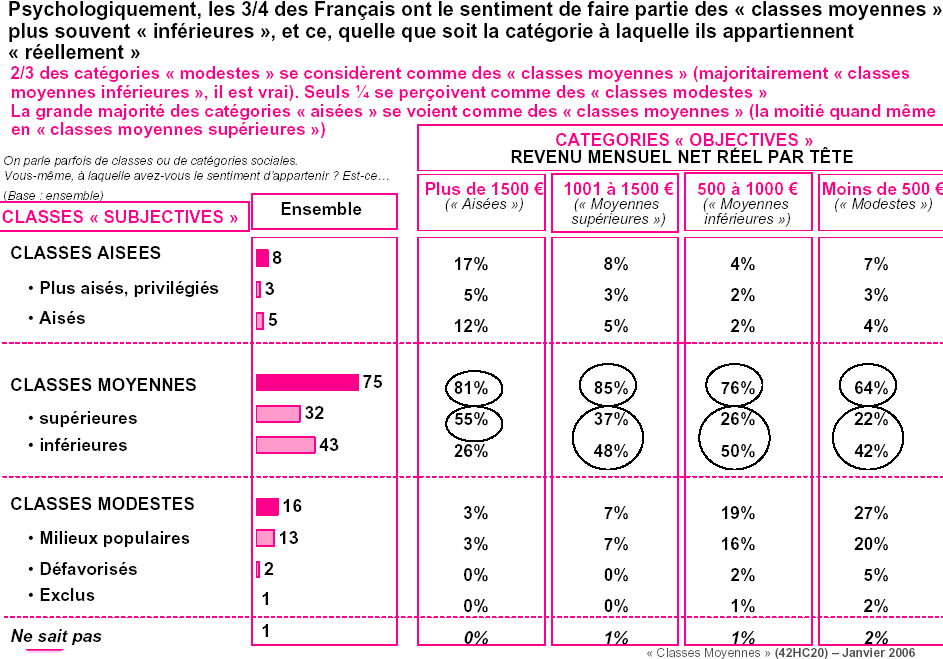 Psychologiquement, les 3/4 des Français ont le sentiment de faire partie des « classes moyennes »
plus souvent « inférieures », et ce, quelle que soit la catégorie à laquelle ils appartiennent
« réellement »
2/3 des catégories « modestes » se considèrent comme des « classes moyennes » (majoritairement « classes
moyennes inférieures », il est vrai). Seuls ¼ se perçoivent comme des « classes modestes »
La grande majorité des catégories « aisées » se voient comme des « classes moyennes » (la moitié quand même
en « classes moyennes supérieures »)
CATEGORIES « OBJECTIVES »
REVENU MENSUEL NET RÉEL PAR TÊTE
On parle parfois de classes ou de catégories sociales.
Vous-même, à laquelle avez-vous le sentiment d'appartenir ? Est-ce…
(Base : ensemble)
CLASSES « SUBJECTIVES » Ensemble Plus de 1500 € 1001 à 1500 € 500 à 1000 € Moins de 500 €
(« Aisées ») (« Moyennes (« Moyennes (« Modestes »)
supérieures ») inférieures »)
CLASSES AISEES 8 17% 8% 4% 7%
• Plus aisés, privilégiés 3 5% 3% 2% 3%
• Aisés 5 12% 5% 2% 4%
CLASSES MOYENNES 75 81% 85% 76% 64%
• supérieures 32 55% 37% 26% 22%
• inférieures 43 26% 48% 50% 42%
CLASSES MODESTES 16 3% 7% 19% 27%
• Milieux populaires 13 3% 7% 16% 20%
• Défavorisés 2 0% 0% 2% 5%
• Exclus 1 0% 0% 1% 2%
Ne sait pas 1 0% 1% 1% 2%
« Classes Moyennes » (42HC20) – Janvier 2006